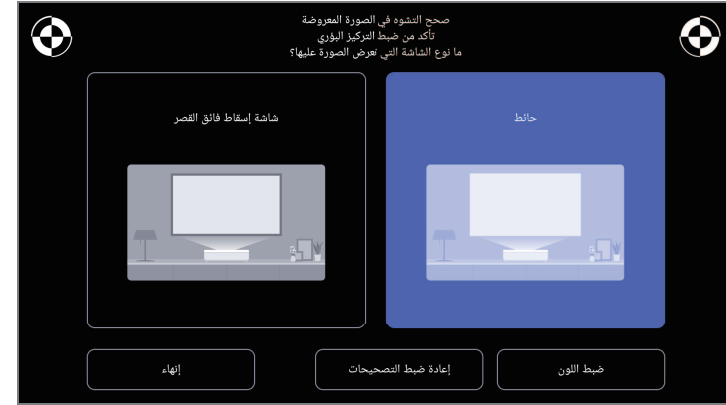 صحح التشوه في الصورة المعروضة
تأكد من ضبط التركيز البؤري
ما نوع الشاشة التي تعرض الصورة عليها؟
حائط
شاشة إسقاط فائق القصر
ضبط اللون
إعادة ضبط التصحيحات
إنهاء